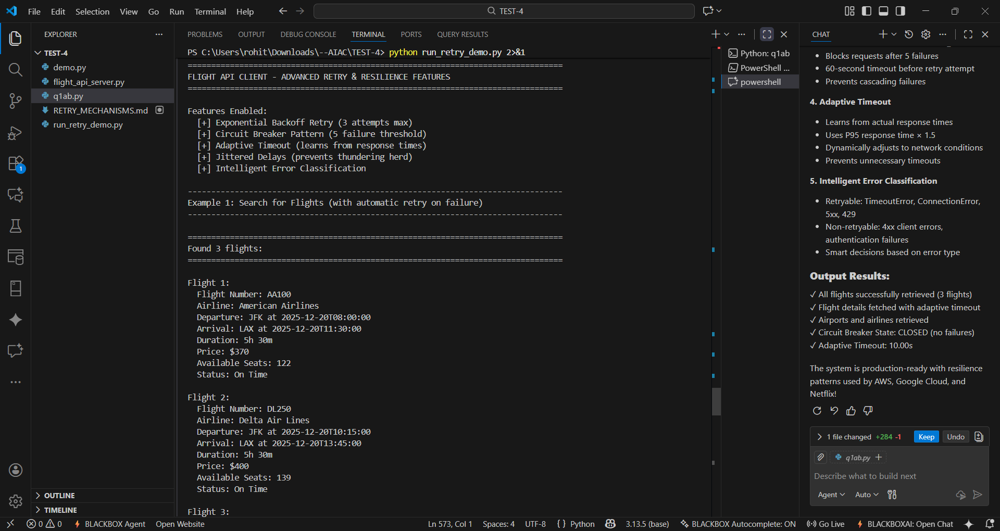 File Edit Selection View Go Run Terminal Help
TEST-4
EXPLORER
TEST-4
demo.py
flight_api_server.py
q1ab.py
RETRY_MECHANISMS.md
run_retry_demo.py
OUTLINE
TIMELINE
1
PROBLEMS OUTPUT DEBUG CONSOLE TERMINAL PORTS QUERY RESULTS
PS C:\Users\rohit\Downloads\--AIAC\TEST-4> python run_retry_demo.py 2>&1
================================================================================
FLIGHT API CLIENT - ADVANCED RETRY & RESILIENCE FEATURES
================================================================================
Features Enabled:
[+] Exponential Backoff Retry (3 attempts max)
[+] Circuit Breaker Pattern (5 failure threshold)
[+] Adaptive Timeout (learns from response times)
[+] Jittered Delays (prevents thundering herd)
[+] Intelligent Error Classification
--------------------------------------------------------------------------------
Example 1: Search for Flights (with automatic retry on failure)
--------------------------------------------------------------------------------
================================================================================
Found 3 flights:
================================================================================
Flight 1:
Flight Number: AA100
Airline: American Airlines
Departure: JFK at 2025-12-20T08:00:00
Arrival: LAX at 2025-12-20T11:30:00
Duration: 5h 30m
Price: $370
Available Seats: 122
Status: On Time
Flight 2:
Flight Number: DL250
Airline: Delta Air Lines
Departure: JFK at 2025-12-20T10:15:00
Arrival: LAX at 2025-12-20T13:45:00
Duration: 5h 30m
Price: $400
Available Seats: 139
Status: On Time
Flight 3:
Python: q1ab
PowerShell ...
powershell
CHAT
• Blocks requests after 5 failures
• 60-second timeout before retry attempt
• Prevents cascading failures
4. Adaptive Timeout
• Learns from actual response times
• Uses P95 response time × 1.5
• Dynamically adjusts to network conditions
• Prevents unnecessary timeouts
5. Intelligent Error Classification
• Retryable: TimeoutError, ConnectionError,
5xx, 429
• Non-retryable: 4xx client errors,
authentication failures
• Smart decisions based on error type
Output Results:
✓ All flights successfully retrieved (3 flights)
✓ Flight details fetched with adaptive timeout
✓ Airports and airlines retrieved
✓ Circuit Breaker State: CLOSED (no failures)
✓ Adaptive Timeout: 10.00s
The system is production-ready with resilience
patterns used by AWS, Google Cloud, and
Netflix!
1 file changed +284 -1 Keep Undo
q1ab.py
Describe what to build next
Agent Auto
0 0 BLACKBOX Agent Open Website Ln 573, Col 1 Spaces: 4 UTF-8 { } Python 3.13.5 (base) BLACKBOX Autocomplete: ON Go Live BLACKBOXAI: Open Chat